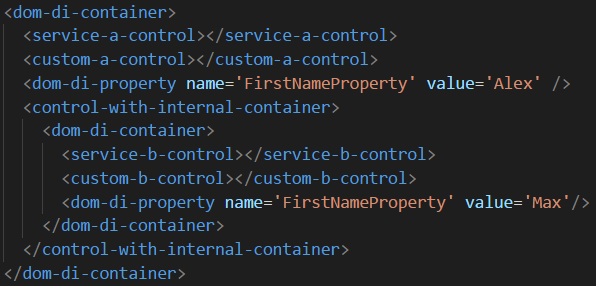 <dom-di-container>
<service-a-control></service-a-control>
<custom-a-control></custom-a-control>
<dom-di-property name='FirstNameProperty' value='Alex' />
<control-with-internal-container>
<dom-di-container>
<service-b-control></service-b-control>
<custom-b-control></custom-b-control>
<dom-di-property name='FirstNameProperty' value='Max'/>
</dom-di-container>
</control-with-internal-container>
</dom-di-container>